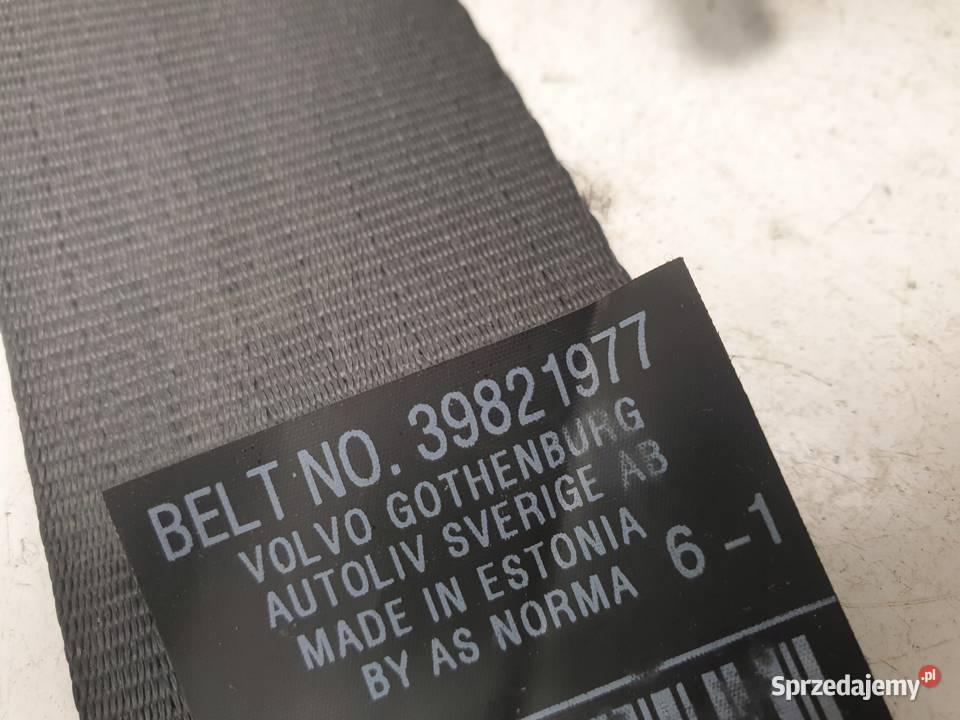 BELT NO. 39821977
VOLVO GOTHENBURG
AUTOLIV SVERIGE AB
MADE IN ESTONIA
BY AS NORMA 6-1
Sprzedajemy.pl